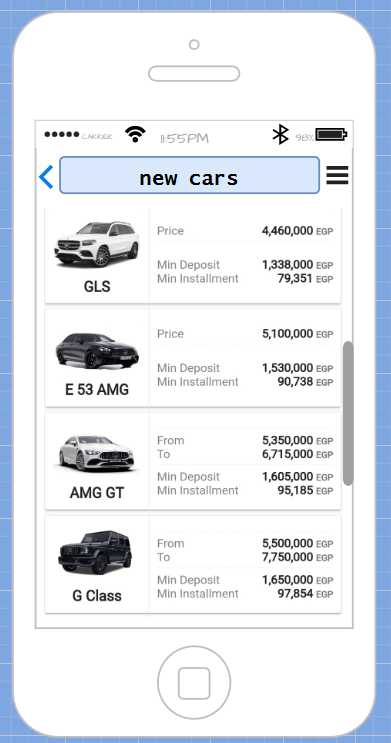 CARRIER 11:55PM 98%
new cars
Price 4,460,000 EGP
Min Deposit 1,338,000 EGP
Min Installment 79,351 EGP
GLS
Price 5,100,000 EGP
Min Deposit 1,530,000 EGP
Min Installment 90,738 EGP
E 53 AMG
From 5,350,000 EGP
To 6,715,000 EGP
Min Deposit 1,605,000 EGP
Min Installment 95,185 EGP
AMG GT
From 5,500,000 EGP
To 7,750,000 EGP
Min Deposit 1,650,000 EGP
Min Installment 97,854 EGP
G Class